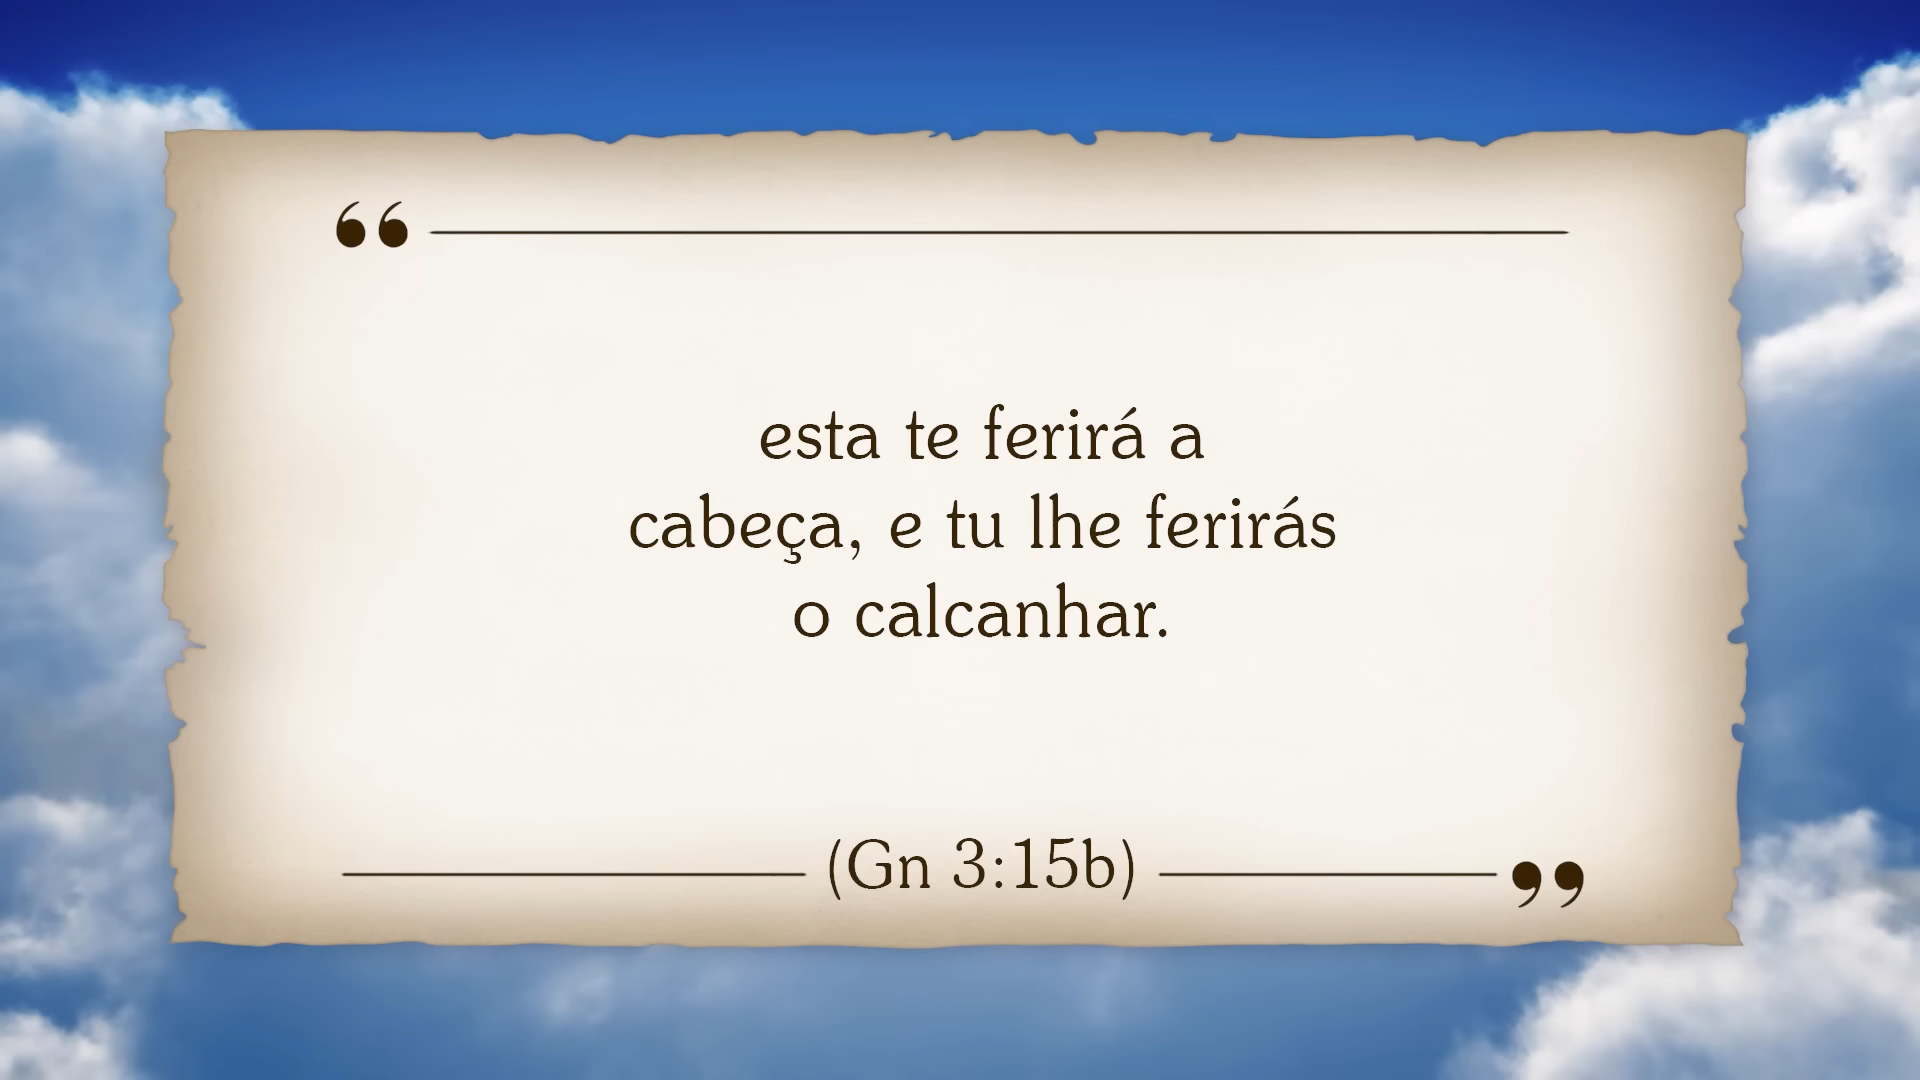 “
esta te ferirá a
cabeça, e tu lhe ferirás
o calcanhar.
(Gn 3:15b)
”